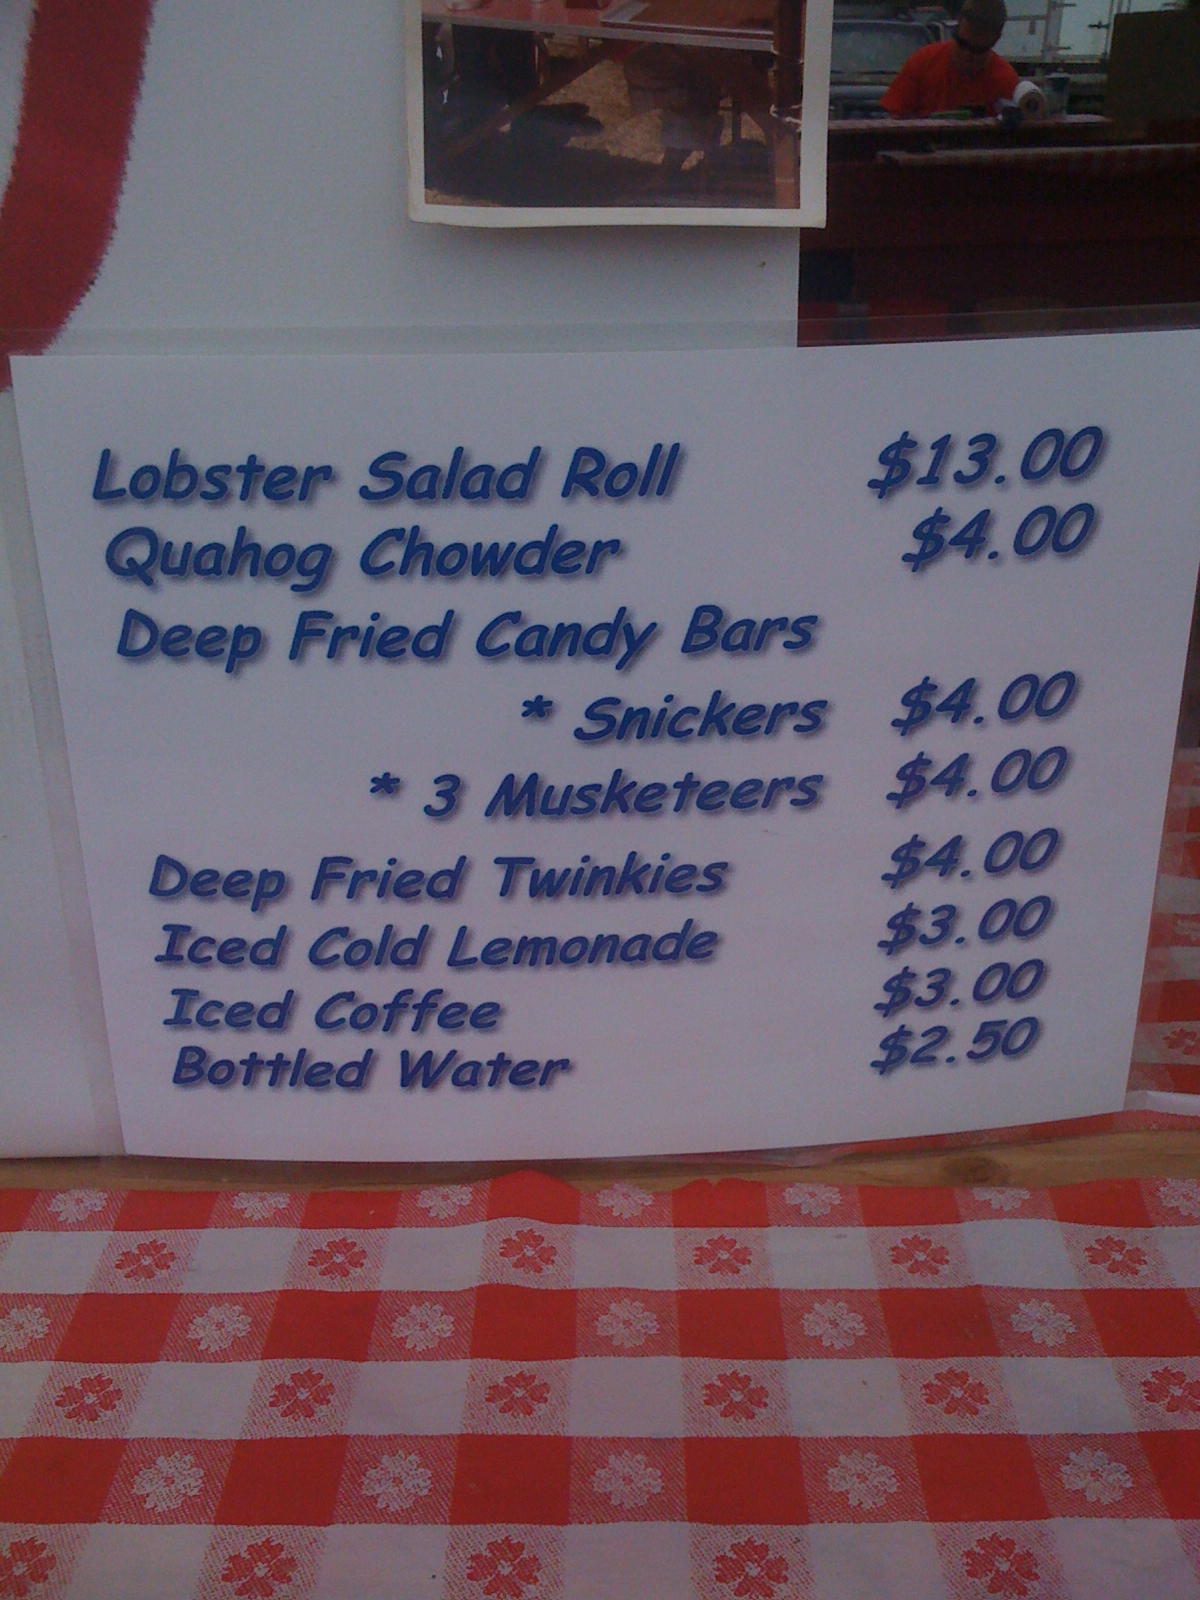 Lobster Salad Roll $13.00
Quahog Chowder $4.00
Deep Fried Candy Bars
* Snickers $4.00
* 3 Musketeers $4.00
Deep Fried Twinkies $4.00
Iced Cold Lemonade $3.00
Iced Coffee $3.00
Bottled Water $2.50